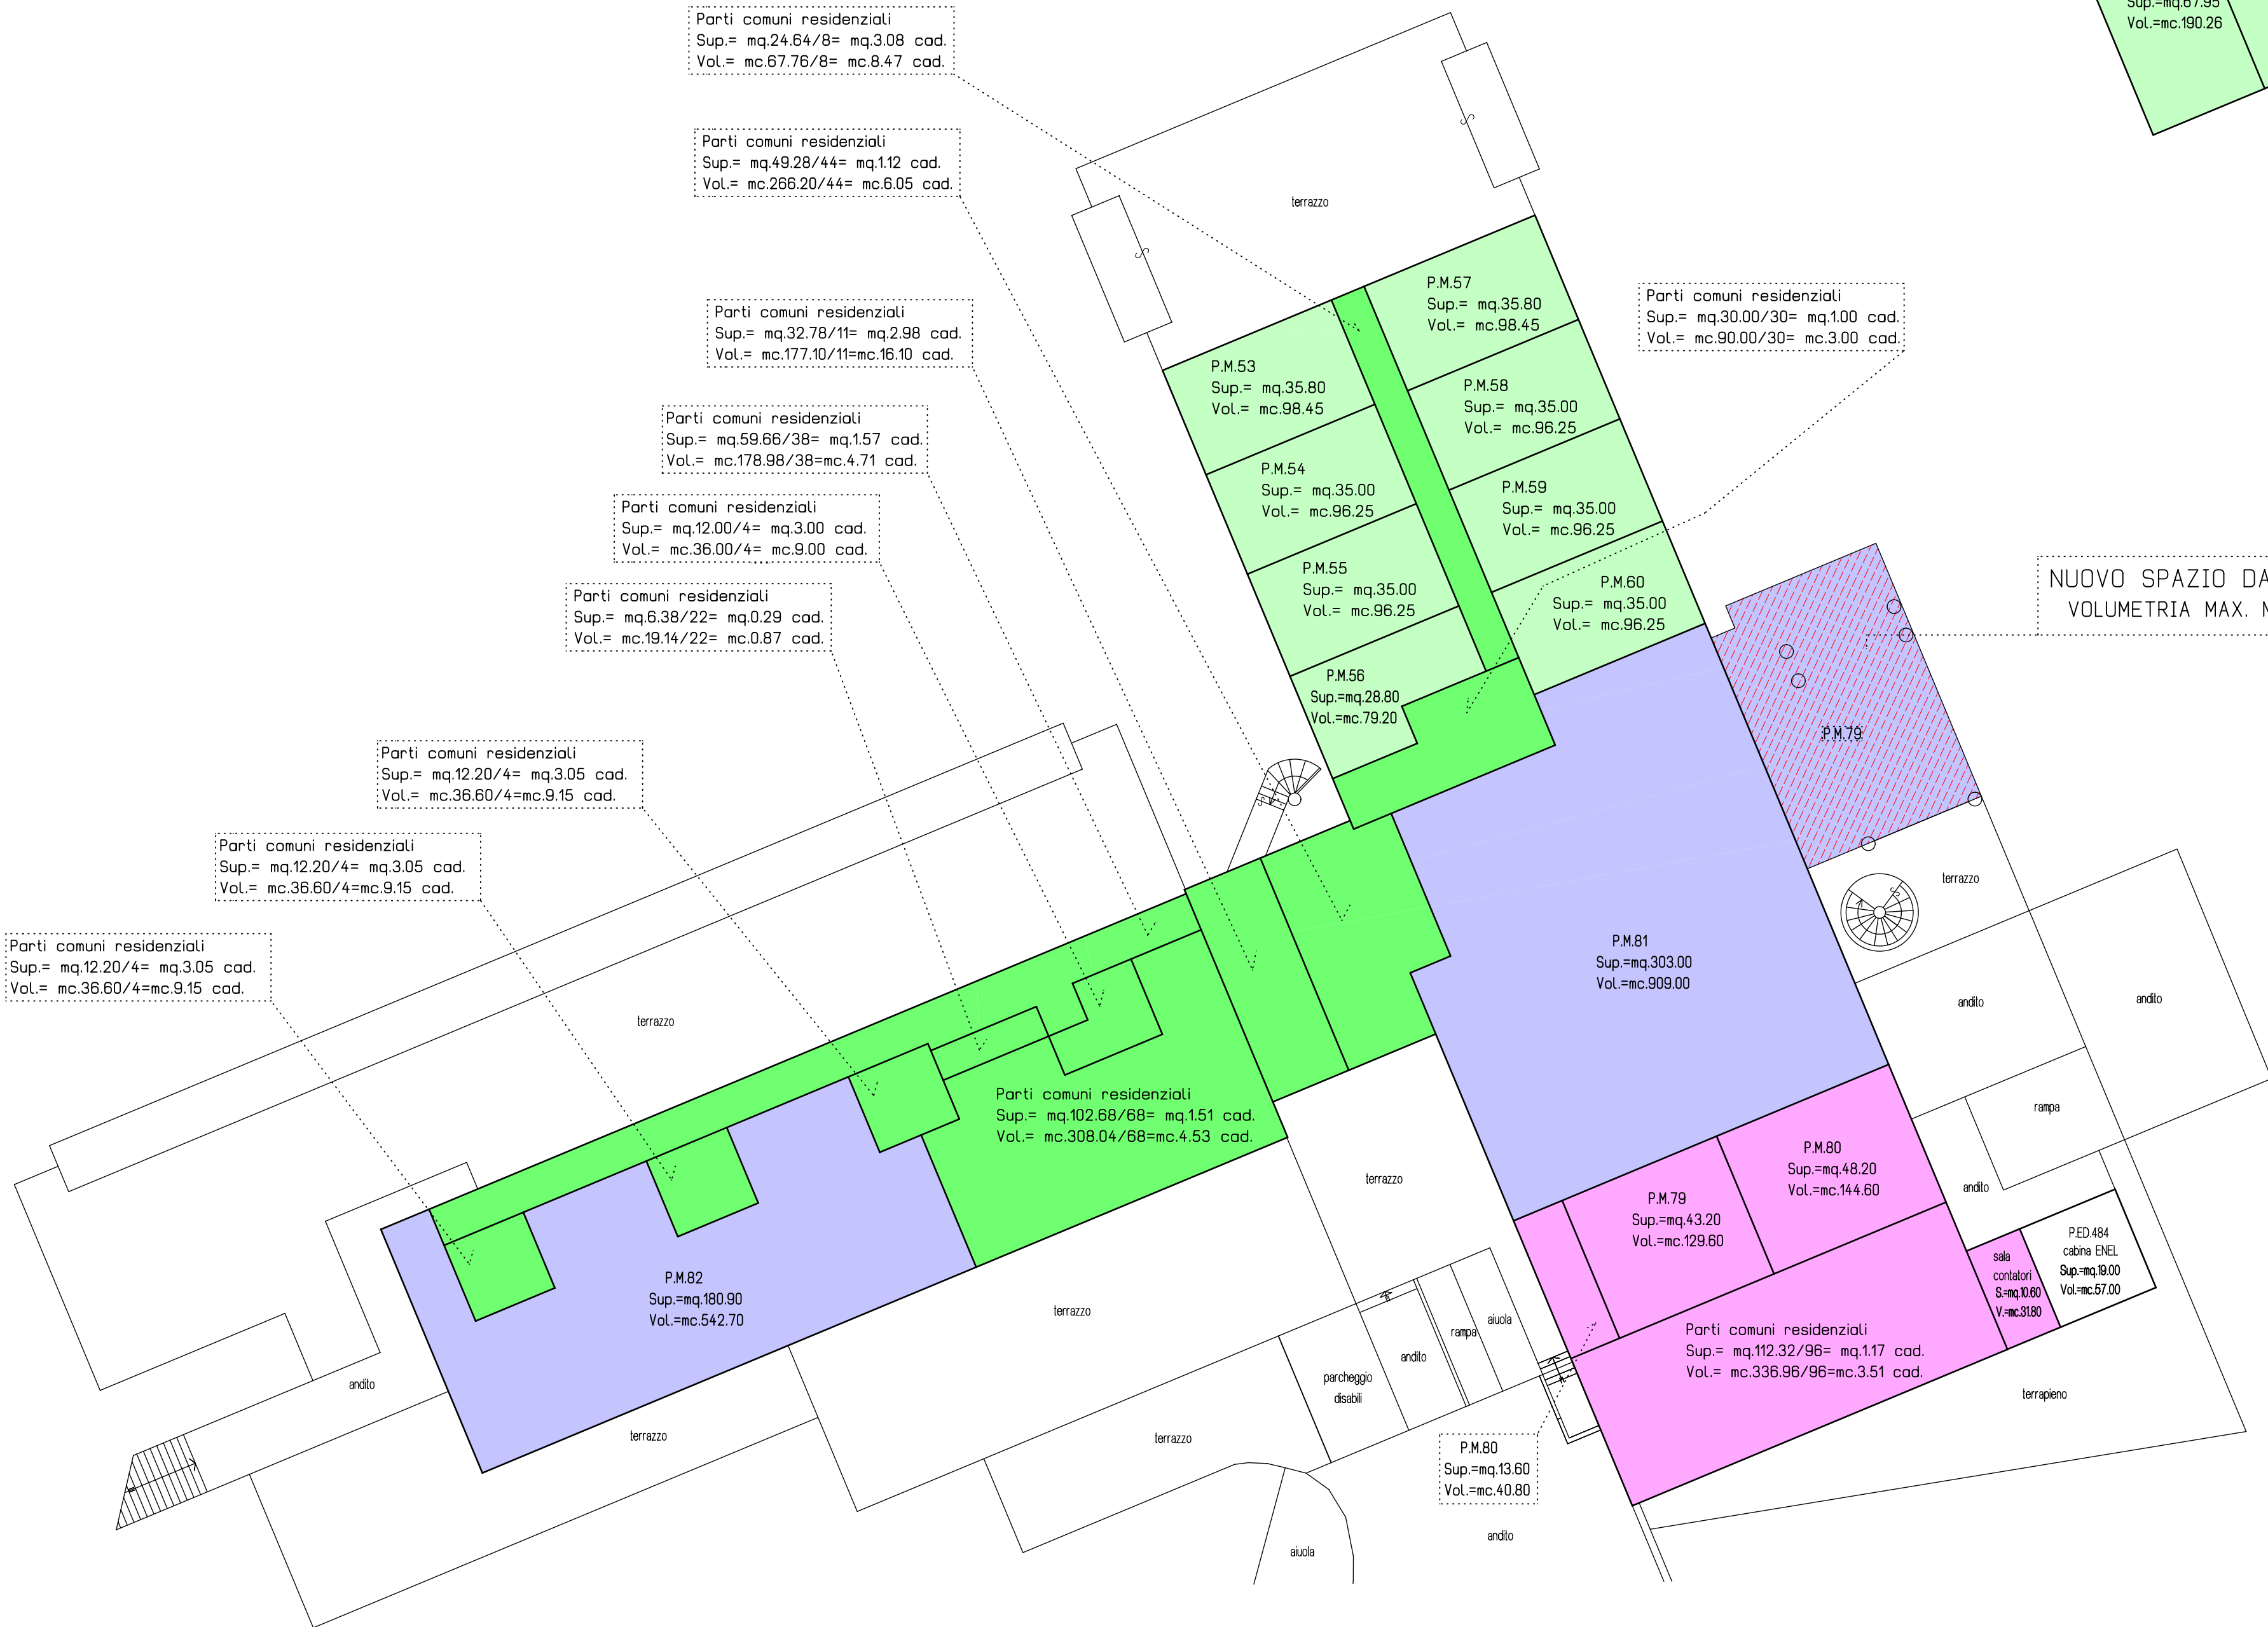 Parti comuni residenziali
Sup.= mq.24.64/8= mq.3.08 cad.
Vol.= mc.67.76/8= mc.8.47 cad.
Vol.=mc.190.26
Parti comuni residenziali
Sup.= mq.49.28/44= mq.1.12 cad.
Vol.= mc.266.20/44= mc.6.05 cad.
S
S
terrazzo
Parti comuni residenziali
Sup.= mq.32.78/11= mq.2.98 cad.
Vol.= mc.177.10/11=mc.16.10 cad.
P.M.57
Sup.= mq.35.80
Vol.= mc.98.45
Parti comuni residenziali
Sup.= mq.30.00/30= mq.1.00 cad.
Vol.= mc.90.00/30= mc.3.00 cad.
P.M.53
Sup.= mq.35.80
Vol.= mc.98.45
P.M.58
Sup.= mq.35.00
Vol.= mc.96.25
Parti comuni residenziali
Sup.= mq.59.66/38= mq.1.57 cad.
Vol.= mc.178.98/38=mc.4.71 cad.
P.M.54
Sup.= mq.35.00
Vol.= mc.96.25
P.M.59
Sup.= mq.35.00
Vol.= mc.96.25
Parti comuni residenziali
Sup.= mq.12.00/4= mq.3.00 cad.
Vol.= mc.36.00/4= mc.9.00 cad.
P.M.55
Sup.= mq.35.00
Vol.= mc.96.25
P.M.60
Sup.= mq.35.00
Vol.= mc.96.25
NUOVO SPAZIO DA
VOLUMETRIA MAX.
Parti comuni residenziali
Sup.= mq.6.38/22= mq.0.29 cad.
Vol.= mc.19.14/22= mc.0.87 cad.
P.M.56
Sup.=mq.28.80
Vol.=mc.79.20
P.M.79
Parti comuni residenziali
Sup.= mq.12.20/4= mq.3.05 cad.
Vol.= mc.36.60/4=mc.9.15 cad.
S
Parti comuni residenziali
Sup.= mq.12.20/4= mq.3.05 cad.
Vol.= mc.36.60/4=mc.9.15 cad.
terrazzo
S
Parti comuni residenziali
Sup.= mq.12.20/4= mq.3.05 cad.
Vol.= mc.36.60/4=mc.9.15 cad.
P.M.81
Sup.=mq.303.00
Vol.=mc.909.00
terrazzo
andito
andito
Parti comuni residenziali
Sup.= mq.102.68/68= mq.1.51 cad.
Vol.= mc.308.04/68=mc.4.53 cad.
rampa
P.M.80
Sup.=mq.48.20
Vol.=mc.144.60
terrazzo
andito
P.M.79
Sup.=mq.43.20
Vol.=mc.129.60
P.ED.484
cabina ENEL
Sup.=mq.19.00
Vol.=mc.57.00
sala
contatori
S.=mq.10.60
V.=mc.31.80
P.M.82
Sup.=mq.180.90
Vol.=mc.542.70
terrazzo
aiuola
rampa
andito
Parti comuni residenziali
Sup.= mq.112.32/96= mq.1.17 cad.
Vol.= mc.336.96/96=mc.3.51 cad.
parcheggio
disabili
andito
terrapieno
terrazzo
terrazzo
P.M.80
Sup.=mq.13.60
Vol.=mc.40.80
andito
aiuola